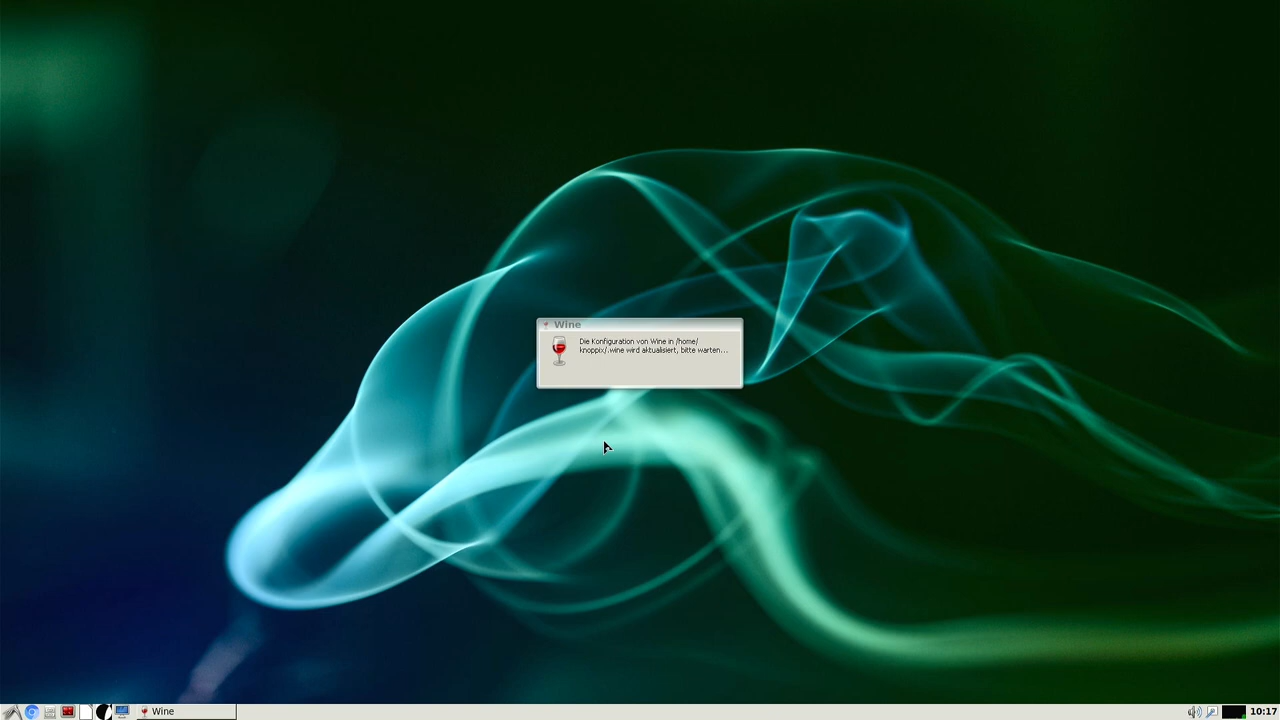 Wine
Die Konfiguration von Wine in /home/
knoppix/.wine wird aktualisiert, bitte warten...
Wine
10:17